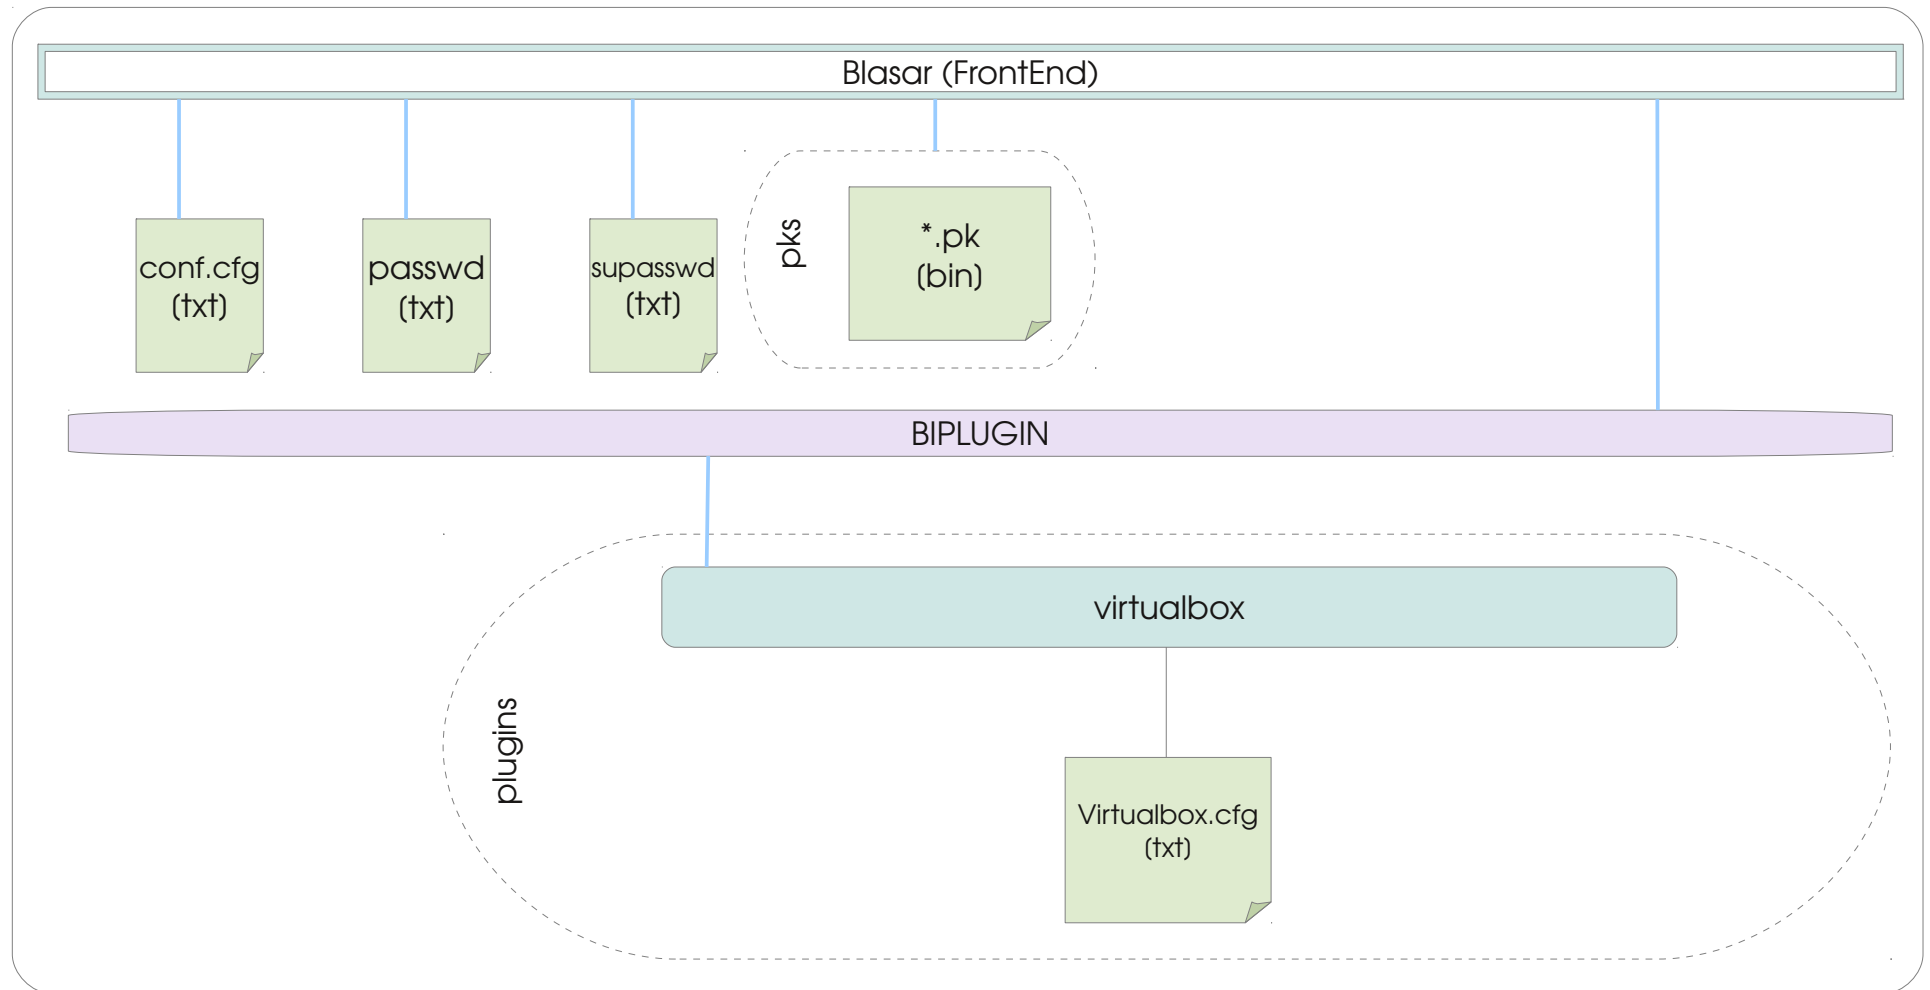 Blasar (FrontEnd)
conf.cfg
(txt)
passwd
(txt)
supasswd
(txt)
pks
*.pk
(bin)
BIPLUGIN
virtualbox
plugins
Virtualbox.cfg
(txt)